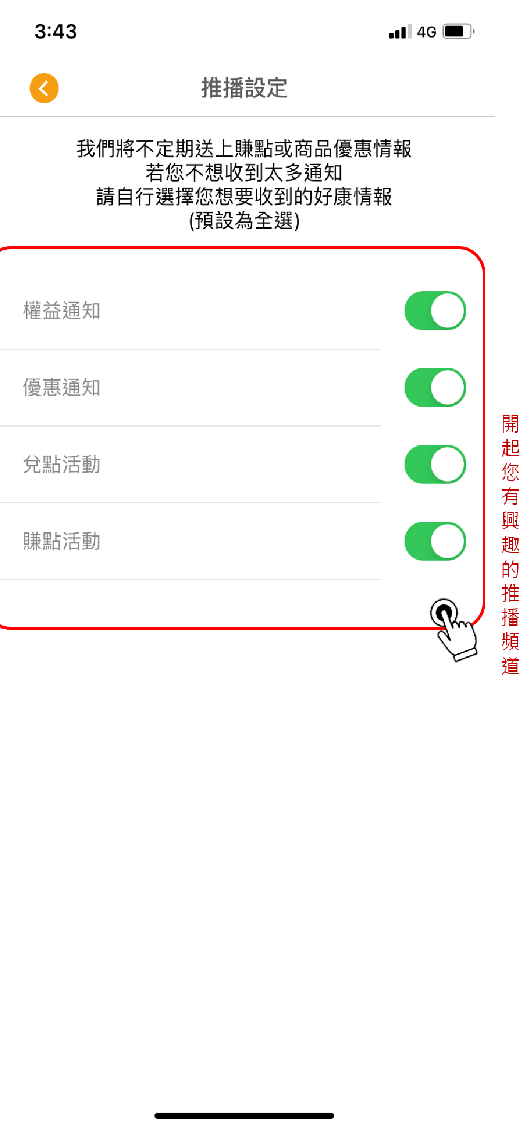 3:43
4G
推播設定
我們將不定期送上賺點或商品優惠情報
若您不想收到太多通知
請自行選擇您想要收到的好康情報
(預設為全選)
權益通知
優惠通知
兌點活動
賺點活動
開起您有興趣的推播頻道